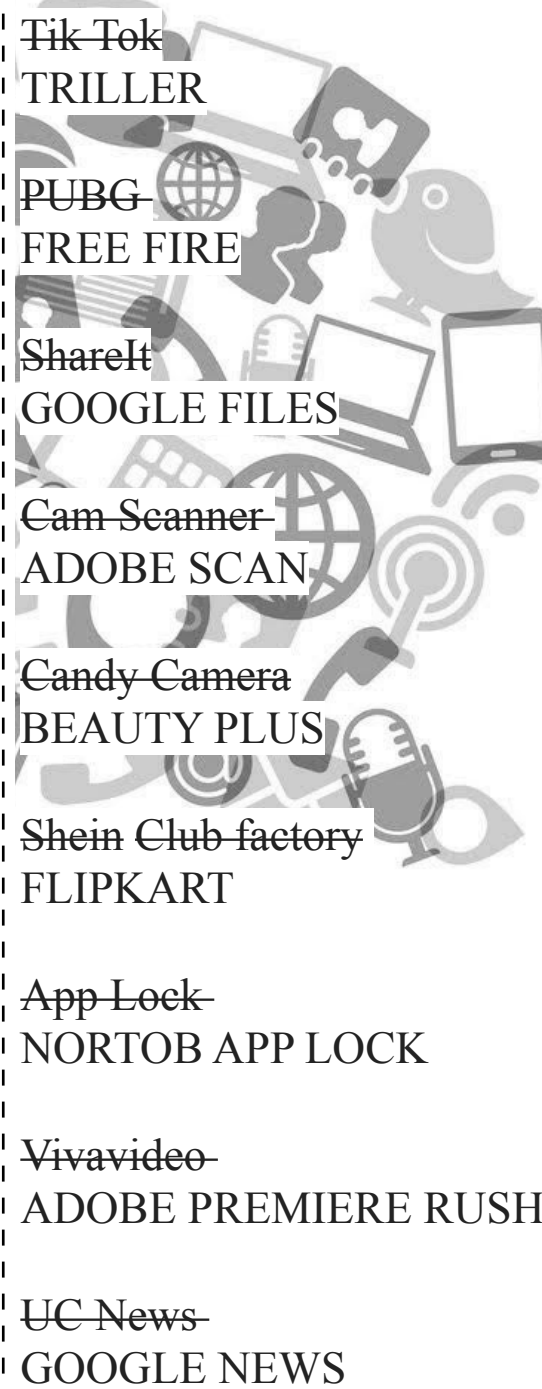 Tik Tok
TRILLER
PUBG
FREE FIRE
ShareIt
GOOGLE FILES
Cam Scanner
ADOBE SCAN
Candy Camera
BEAUTY PLUS
Shein Club factory
FLIPKART
App Lock
NORTOB APP LOCK
Vivavideo
ADOBE PREMIERE RUSH
UC News
GOOGLE NEWS